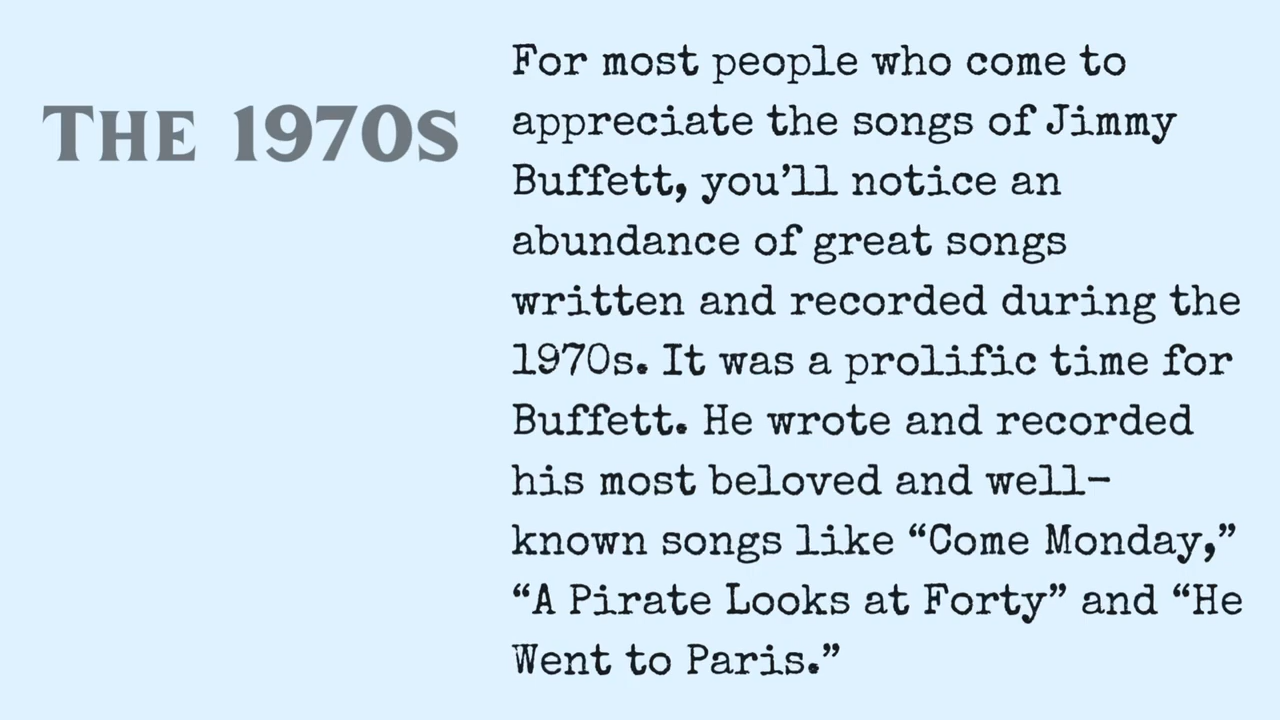 THE 1970S
For most people who come to
appreciate the songs of Jimmy
Buffett, you’ll notice an
abundance of great songs
written and recorded during the
1970s. It was a prolific time for
Buffett. He wrote and recorded
his most beloved and well-
known songs like “Come Monday,”
“A Pirate Looks at Forty” and “He
Went to Paris.”